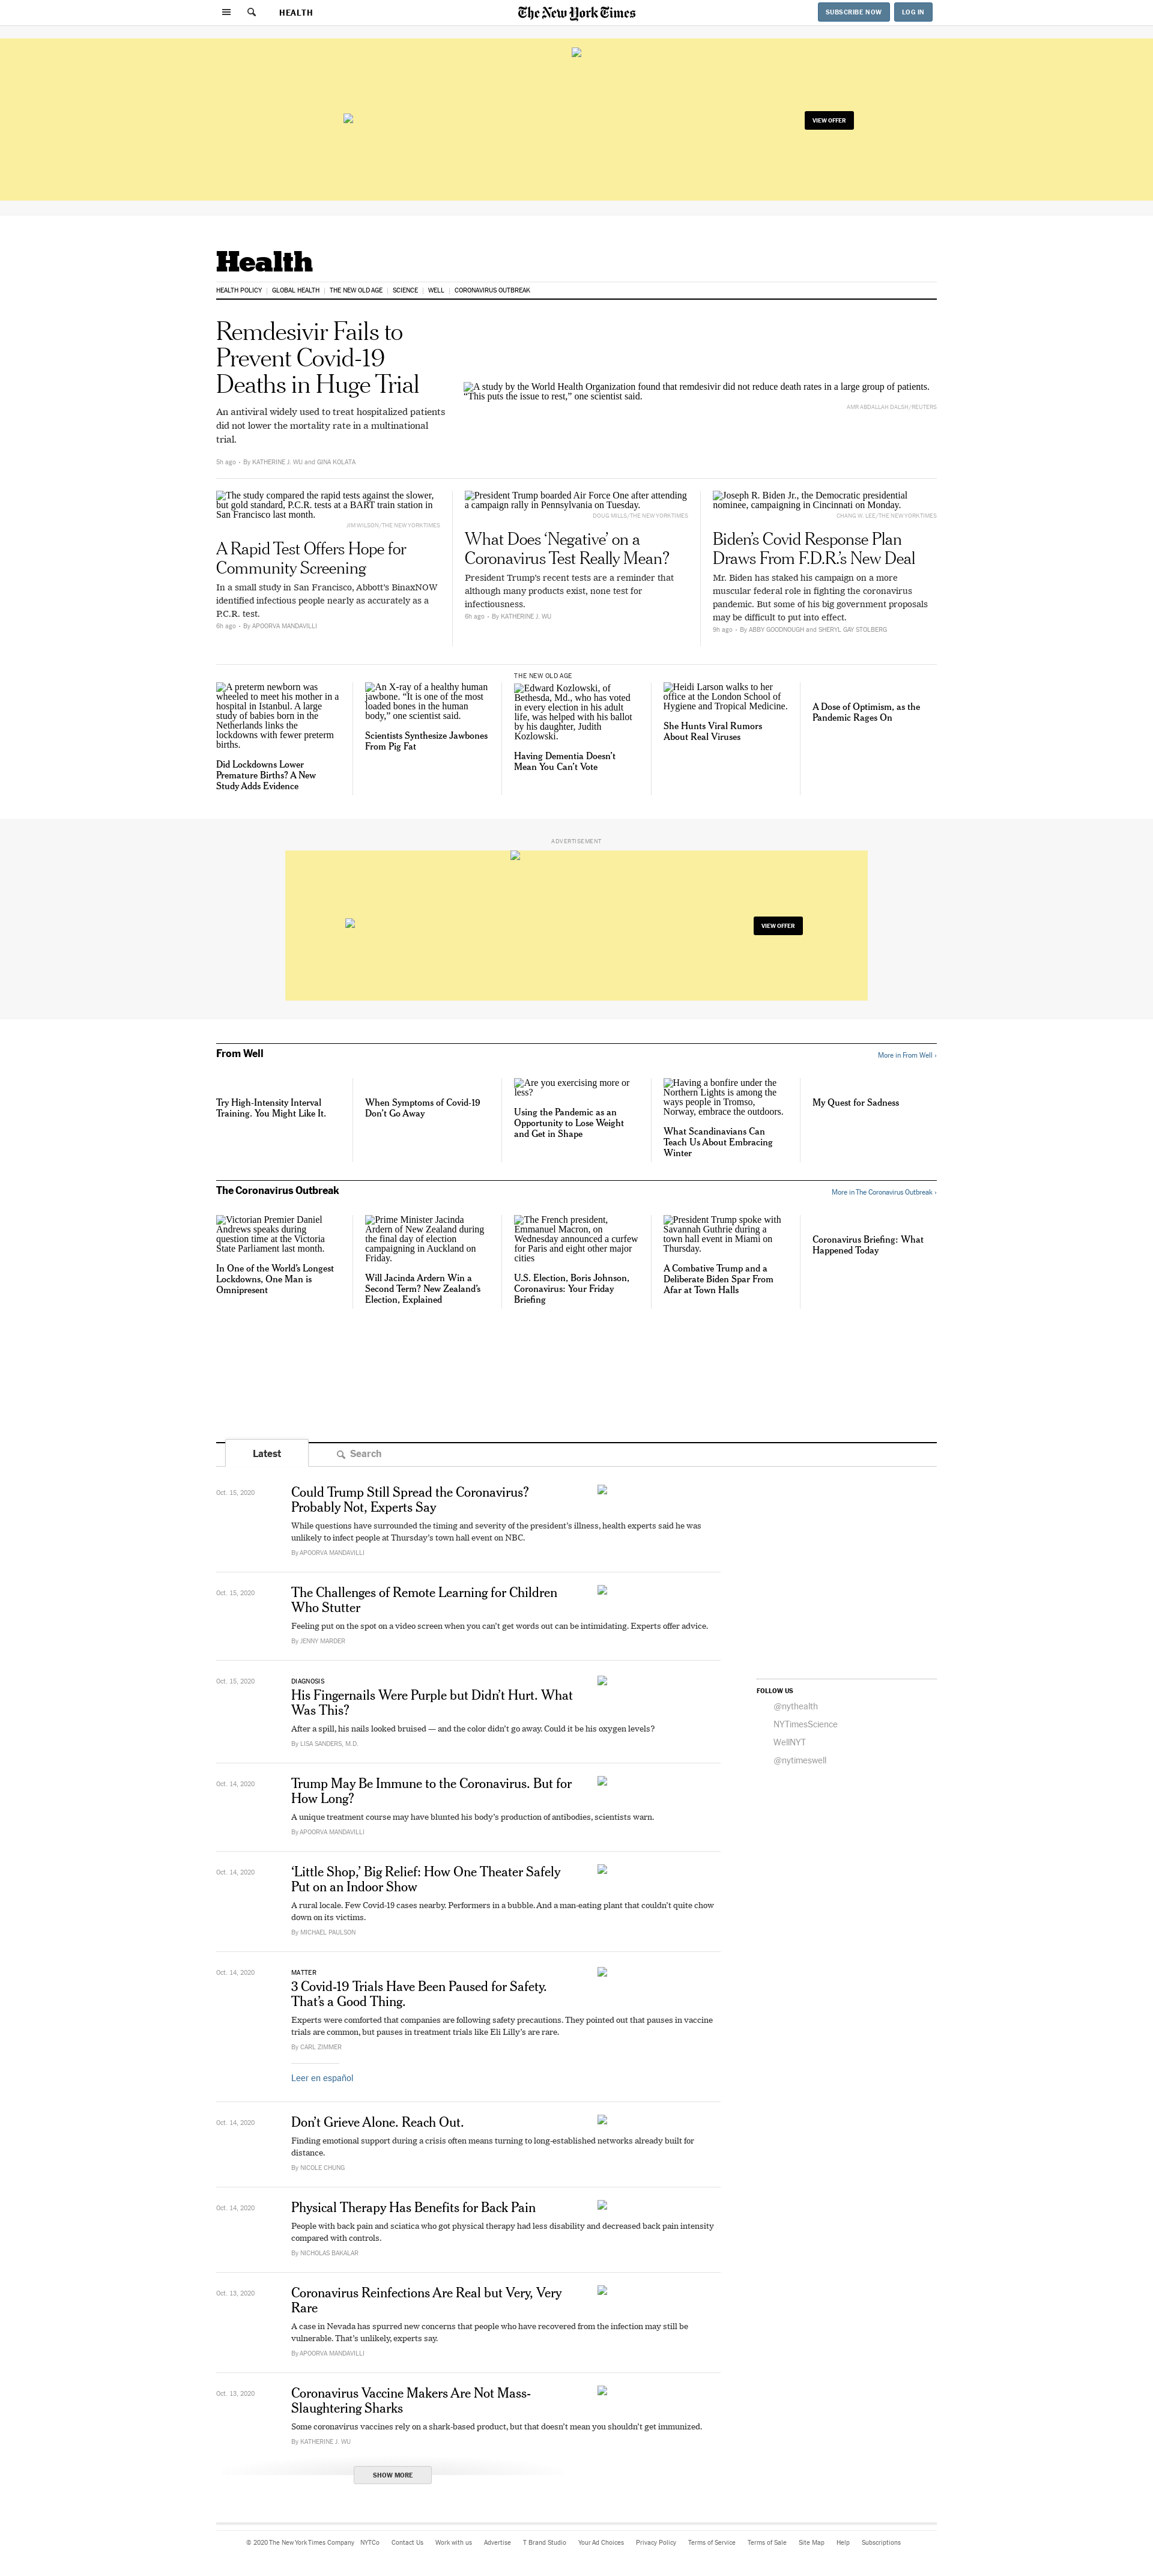 HEALTH
The New York Times
SUBSCRIBE NOW
LOG IN
VIEW OFFER
Health
HEALTH POLICY | GLOBAL HEALTH | THE NEW OLD AGE | SCIENCE | WELL | CORONAVIRUS OUTBREAK
Remdesivir Fails to
Prevent Covid-19
Deaths in Huge Trial
An antiviral widely used to treat hospitalized patients
did not lower the mortality rate in a multinational
trial.
5h ago · By KATHERINE J. WU and GINA KOLATA
A study by the World Health Organization found that remdesivir did not reduce death rates in a large group of patients.
“This puts the issue to rest,” one scientist said.
AMR ABDALLAH DALSH/REUTERS
The study compared the rapid tests against the slower,
but gold standard, P.C.R. tests at a BART train station in
San Francisco last month.
JIM WILSON/THE NEW YORK TIMES
A Rapid Test Offers Hope for
Community Screening
In a small study in San Francisco, Abbott’s BinaxNOW
identified infectious people nearly as accurately as a
P.C.R. test.
6h ago · By APOORVA MANDAVILLI
President Trump boarded Air Force One after attending
a campaign rally in Pennsylvania on Tuesday.
DOUG MILLS/THE NEW YORK TIMES
What Does ‘Negative’ on a
Coronavirus Test Really Mean?
President Trump’s recent tests are a reminder that
although many products exist, none test for
infectiousness.
6h ago · By KATHERINE J. WU
Joseph R. Biden Jr., the Democratic presidential
nominee, campaigning in Cincinnati on Monday.
CHANG W. LEE/THE NEW YORK TIMES
Biden’s Covid Response Plan
Draws From F.D.R.’s New Deal
Mr. Biden has staked his campaign on a more
muscular federal role in fighting the coronavirus
pandemic. But some of his big government proposals
may be difficult to put into effect.
9h ago · By ABBY GOODNOUGH and SHERYL GAY STOLBERG
A preterm newborn was
wheeled to meet his mother in a
hospital in Istanbul. A large
study of babies born in the
Netherlands links the
lockdowns with fewer preterm
births.
Did Lockdowns Lower
Premature Births? A New
Study Adds Evidence
An X-ray of a healthy human
jawbone. “It is one of the most
loaded bones in the human
body,” one scientist said.
Scientists Synthesize Jawbones
From Pig Fat
THE NEW OLD AGE
Edward Kozlowski, of
Bethesda, Md., who has voted
in every election in his adult
life, was helped with his ballot
by his daughter, Judith
Kozlowski.
Having Dementia Doesn’t
Mean You Can’t Vote
Heidi Larson walks to her
office at the London School of
Hygiene and Tropical Medicine.
She Hunts Viral Rumors
About Real Viruses
A Dose of Optimism, as the
Pandemic Rages On
ADVERTISEMENT
VIEW OFFER
From Well
More in From Well ›
Try High-Intensity Interval
Training. You Might Like It.
When Symptoms of Covid-19
Don’t Go Away
Are you exercising more or
less?
Using the Pandemic as an
Opportunity to Lose Weight
and Get in Shape
Having a bonfire under the
Northern Lights is among the
ways people in Tromso,
Norway, embrace the outdoors.
What Scandinavians Can
Teach Us About Embracing
Winter
My Quest for Sadness
The Coronavirus Outbreak
More in The Coronavirus Outbreak ›
Victorian Premier Daniel
Andrews speaks during
question time at the Victoria
State Parliament last month.
In One of the World’s Longest
Lockdowns, One Man is
Omnipresent
Prime Minister Jacinda
Ardern of New Zealand during
the final day of election
campaigning in Auckland on
Friday.
Will Jacinda Ardern Win a
Second Term? New Zealand’s
Election, Explained
The French president,
Emmanuel Macron, on
Wednesday announced a curfew
for Paris and eight other major
cities
U.S. Election, Boris Johnson,
Coronavirus: Your Friday
Briefing
President Trump spoke with
Savannah Guthrie during a
town hall event in Miami on
Thursday.
A Combative Trump and a
Deliberate Biden Spar From
Afar at Town Halls
Coronavirus Briefing: What
Happened Today
Latest
Search
Oct. 15, 2020
Could Trump Still Spread the Coronavirus?
Probably Not, Experts Say
While questions have surrounded the timing and severity of the president’s illness, health experts said he was
unlikely to infect people at Thursday’s town hall event on NBC.
By APOORVA MANDAVILLI
Oct. 15, 2020
The Challenges of Remote Learning for Children
Who Stutter
Feeling put on the spot on a video screen when you can’t get words out can be intimidating. Experts offer advice.
By JENNY MARDER
Oct. 15, 2020
DIAGNOSIS
His Fingernails Were Purple but Didn’t Hurt. What
Was This?
After a spill, his nails looked bruised — and the color didn’t go away. Could it be his oxygen levels?
By LISA SANDERS, M.D.
FOLLOW US
@nythealth
NYTimesScience
WellNYT
@nytimeswell
Oct. 14, 2020
Trump May Be Immune to the Coronavirus. But for
How Long?
A unique treatment course may have blunted his body’s production of antibodies, scientists warn.
By APOORVA MANDAVILLI
Oct. 14, 2020
‘Little Shop,’ Big Relief: How One Theater Safely
Put on an Indoor Show
A rural locale. Few Covid-19 cases nearby. Performers in a bubble. And a man-eating plant that couldn’t quite chow
down on its victims.
By MICHAEL PAULSON
Oct. 14, 2020
MATTER
3 Covid-19 Trials Have Been Paused for Safety.
That’s a Good Thing.
Experts were comforted that companies are following safety precautions. They pointed out that pauses in vaccine
trials are common, but pauses in treatment trials like Eli Lilly’s are rare.
By CARL ZIMMER
Leer en español
Oct. 14, 2020
Don’t Grieve Alone. Reach Out.
Finding emotional support during a crisis often means turning to long-established networks already built for
distance.
By NICOLE CHUNG
Oct. 14, 2020
Physical Therapy Has Benefits for Back Pain
People with back pain and sciatica who got physical therapy had less disability and decreased back pain intensity
compared with controls.
By NICHOLAS BAKALAR
Oct. 13, 2020
Coronavirus Reinfections Are Real but Very, Very
Rare
A case in Nevada has spurred new concerns that people who have recovered from the infection may still be
vulnerable. That’s unlikely, experts say.
By APOORVA MANDAVILLI
Oct. 13, 2020
Coronavirus Vaccine Makers Are Not Mass-
Slaughtering Sharks
Some coronavirus vaccines rely on a shark-based product, but that doesn’t mean you shouldn’t get immunized.
By KATHERINE J. WU
SHOW MORE
© 2020 The New York Times Company NYTCo Contact Us Work with us Advertise T Brand Studio Your Ad Choices Privacy Policy Terms of Service Terms of Sale Site Map Help Subscriptions